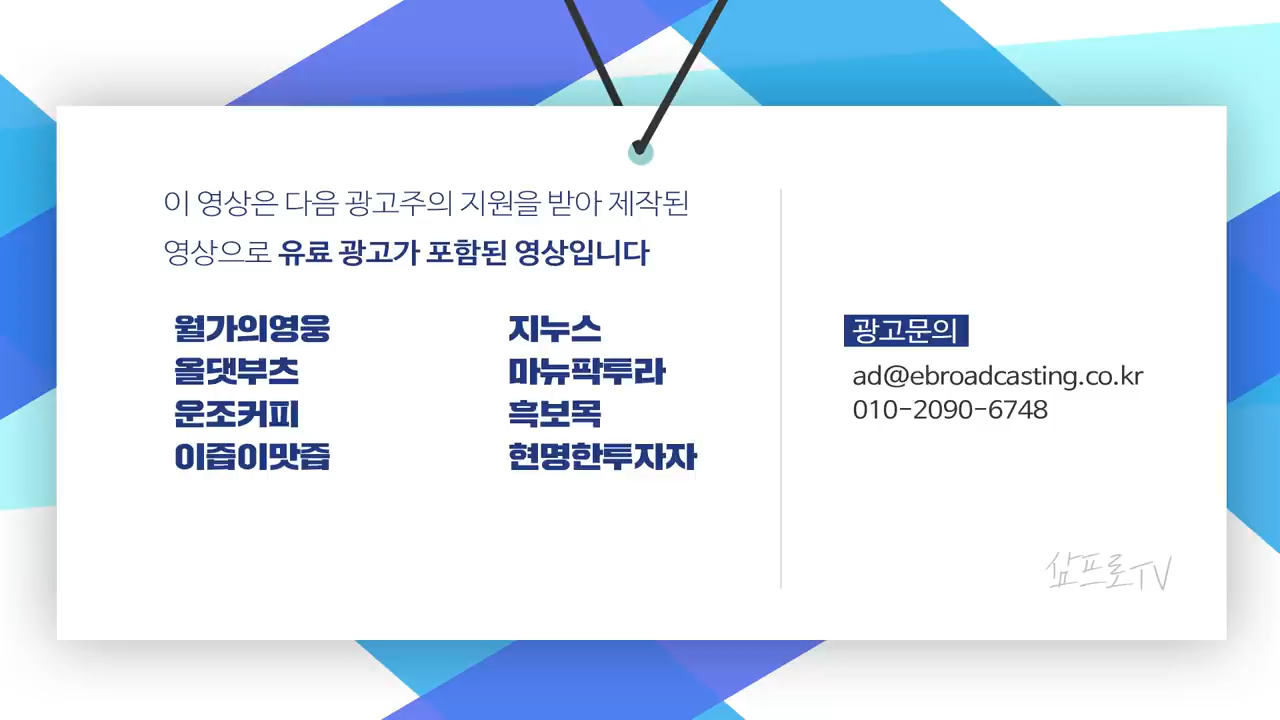 이 영상은 다음 광고주의 지원을 받아 제작된
영상으로 유료 광고가 포함된 영상입니다
월가의영웅
올댓부츠
운조커피
이즙이맛즙
지누스
마뉴팍투라
흑보목
현명한투자자
광고문의
ad@ebroadcasting.co.kr
010-2090-6748
삼프로TV